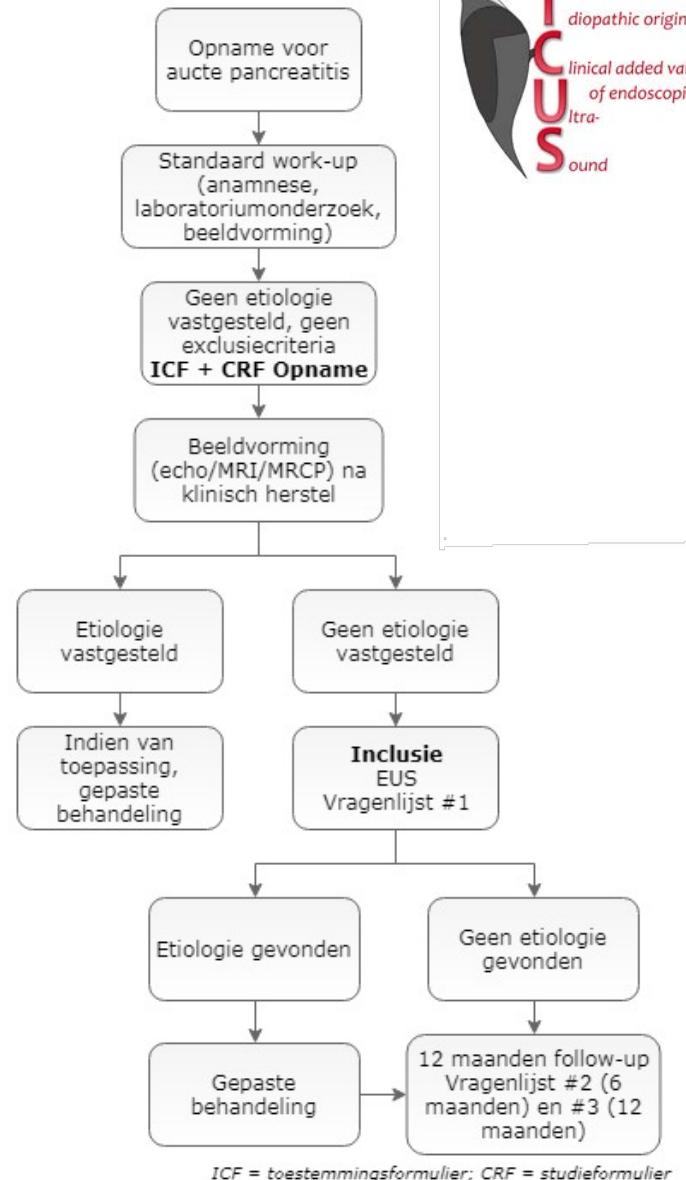 Opname voor
aucte pancreatitis
I
diopathic origin
C
linical added
of
U
ltra-
S
ound
Standaard work-up
(anamnese,
laboratoriumonderzoek,
beeldvorming)
Geen etiologie
vastgesteld, geen
exclusiecriteria
ICF + CRF Opname
Beeldvorming
(echo/MRI/MRCP) na
klinisch herstel
Etiologie
vastgesteld
Geen etiologie
vastgesteld
Indien van
toepassing,
gepaste
behandeling
Inclusie
EUS
Vragenlijst #1
Etiologie gevonden
Geen etiologie
gevonden
Gepaste
behandeling
12 maanden follow-up
Vragenlijst #2 (6
maanden) en #3 (12
maanden)
ICF = toestemmingsformulier; CRF = studieformulier